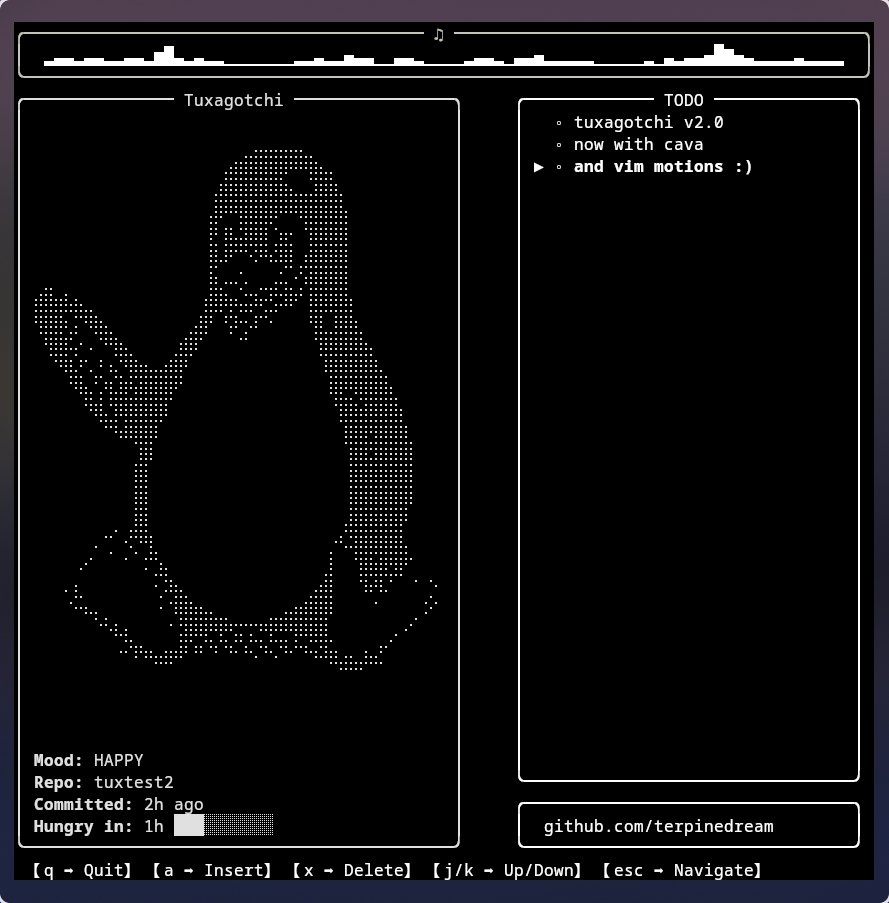 ♫
Tuxagotchi
TODO
◦ tuxagotchi v2.0
◦ now with cava
▶ ◦ and vim motions :)
Mood: HAPPY
Repo: tuxtest2
Committed: 2h ago
Hungry in: 1h
github.com/terpinedream
【q → Quit】【a → Insert】【x → Delete】【j/k → Up/Down】【esc → Navigate】